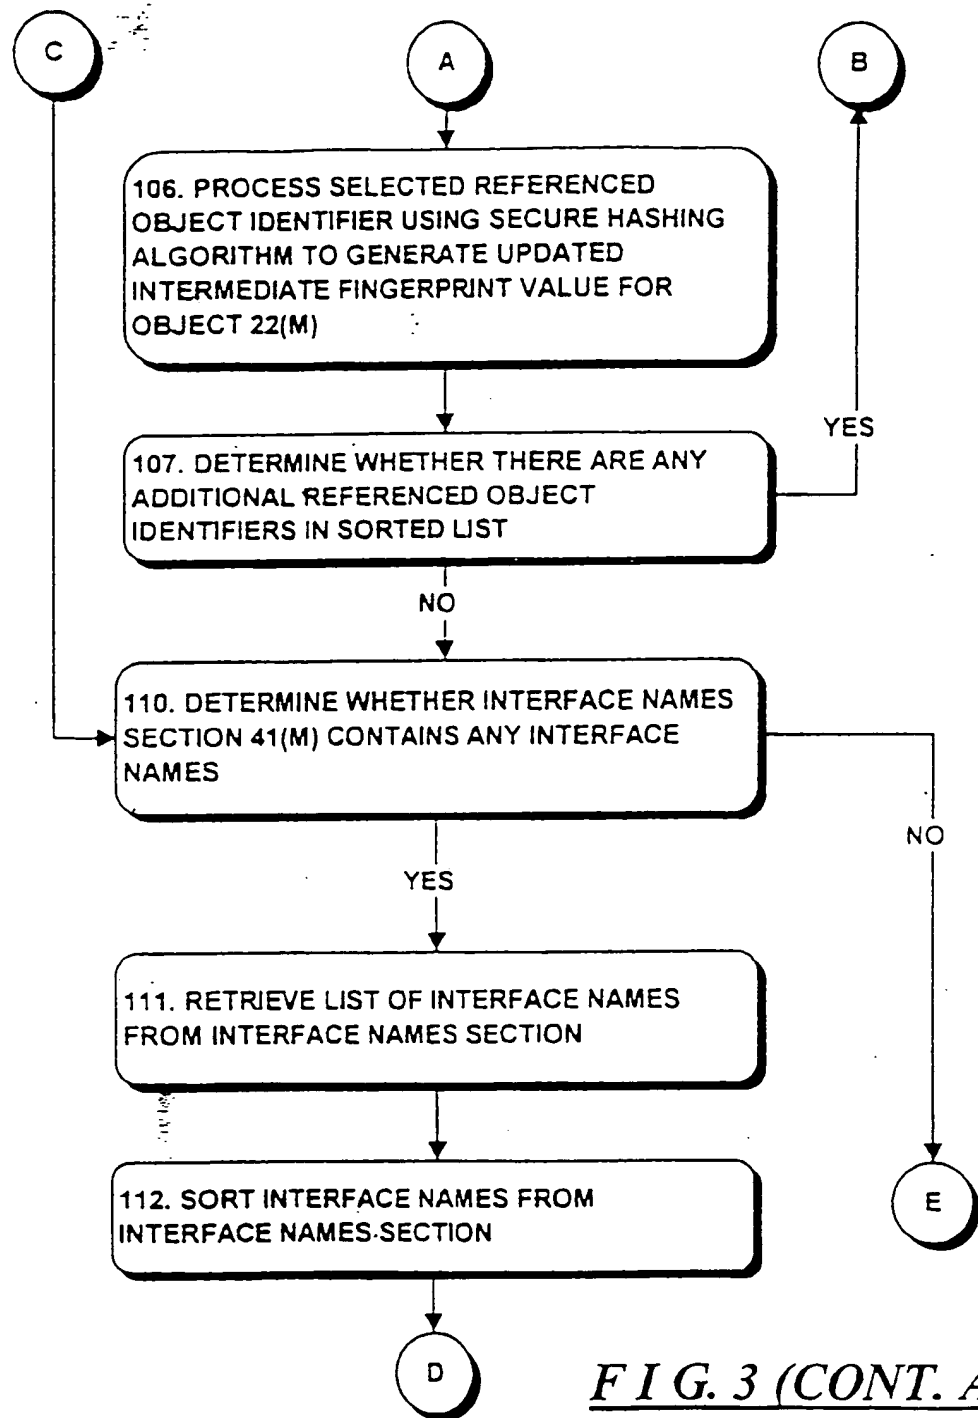 C
A
B
106. PROCESS SELECTED REFERENCED
OBJECT IDENTIFIER USING SECURE HASHING
ALGORITHM TO GENERATE UPDATED
INTERMEDIATE FINGERPRINT VALUE FOR
OBJECT 22(M)
YES
107. DETERMINE WHETHER THERE ARE ANY
ADDITIONAL REFERENCED OBJECT
IDENTIFIERS IN SORTED LIST
NO
110. DETERMINE WHETHER INTERFACE NAMES
SECTION 41(M) CONTAINS ANY INTERFACE
NAMES
NO
YES
111. RETRIEVE LIST OF INTERFACE NAMES
FROM INTERFACE NAMES SECTION
112. SORT INTERFACE NAMES FROM
INTERFACE NAMES SECTION
E
D
F I G. 3 (CONT. A